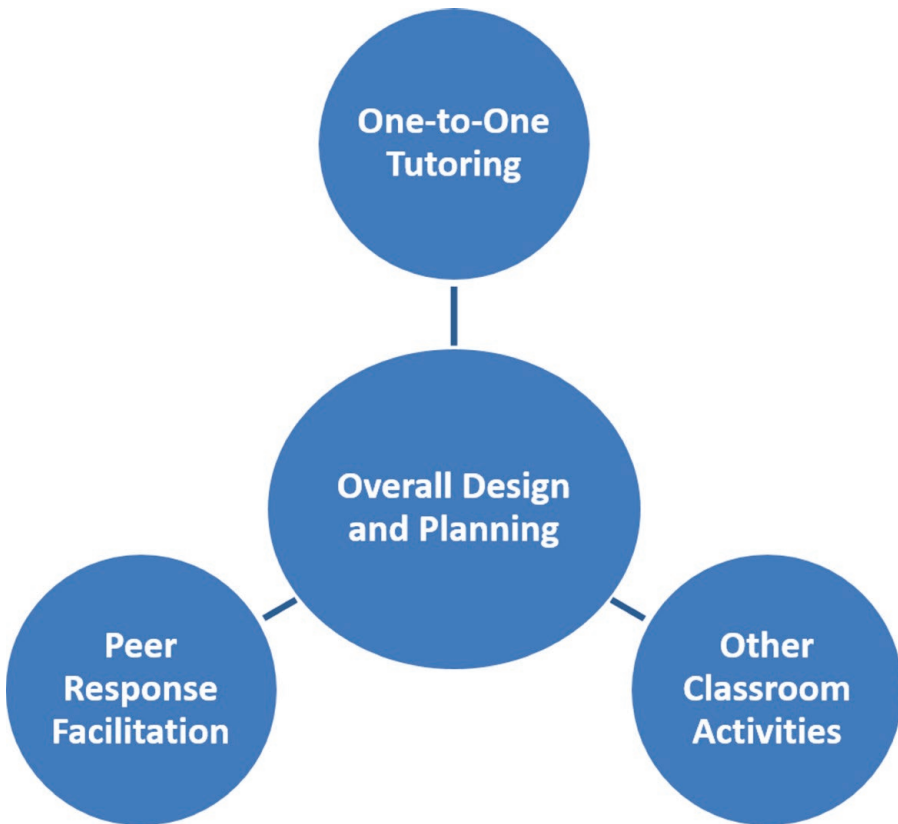 One-to-One
Tutoring
Overall Design
and Planning
Peer
Response
Facilitation
Other
Classroom
Activities